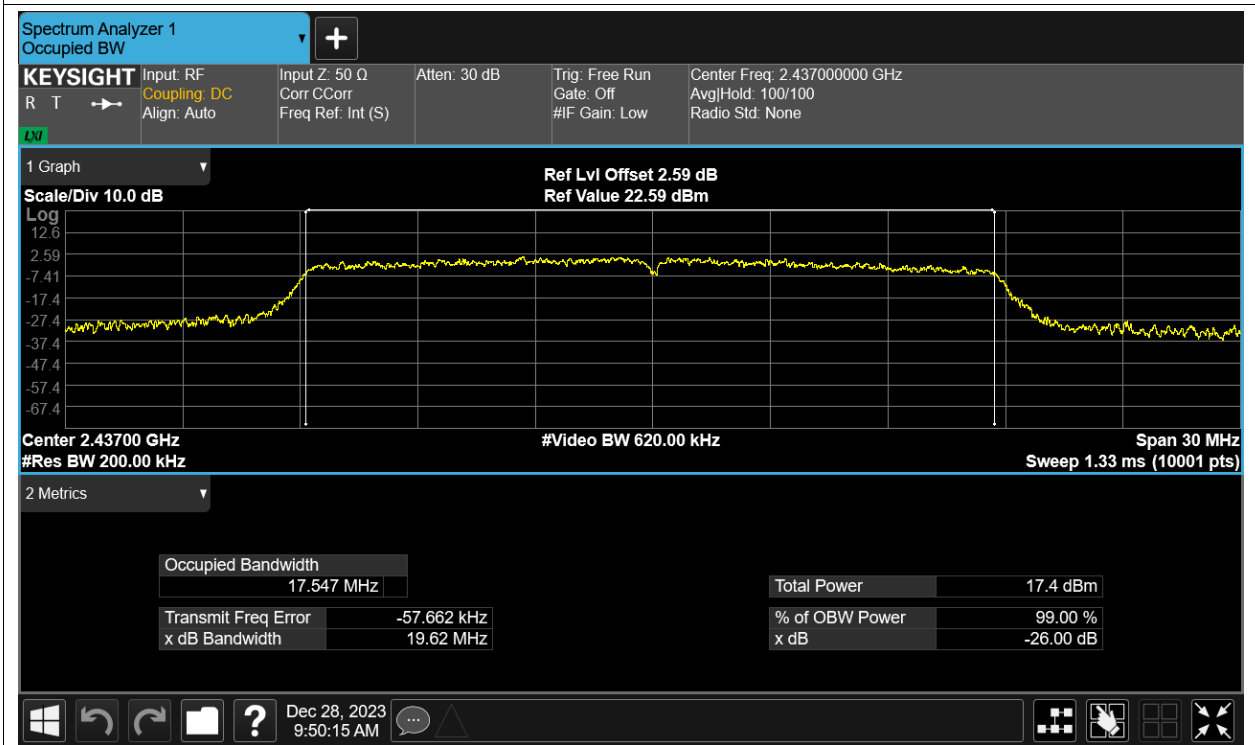 Spectrum Analyzer 1
Occupied BW
KEYSIGHT
R T
LXI
Input: RF
Coupling: DC
Align: Auto
Input Z: 50 Ω
Corr CCorr
Freq Ref: Int (S)
Atten: 30 dB
Trig: Free Run
Gate: Off
#IF Gain: Low
Center Freq: 2.437000000 GHz
Avg|Hold: 100/100
Radio Std: None
1 Graph
Scale/Div 10.0 dB
Ref Lvl Offset 2.59 dB
Ref Value 22.59 dBm
Log
12.6
2.59
-7.41
-17.4
-27.4
-37.4
-47.4
-57.4
-67.4
Center 2.43700 GHz
#Video BW 620.00 kHz
Span 30 MHz
#Res BW 200.00 kHz
Sweep 1.33 ms (10001 pts)
2 Metrics
Occupied Bandwidth
17.547 MHz
Total Power 17.4 dBm
Transmit Freq Error -57.662 kHz
% of OBW Power 99.00 %
x dB Bandwidth 19.62 MHz
x dB -26.00 dB
Dec 28, 2023
9:50:15 AM